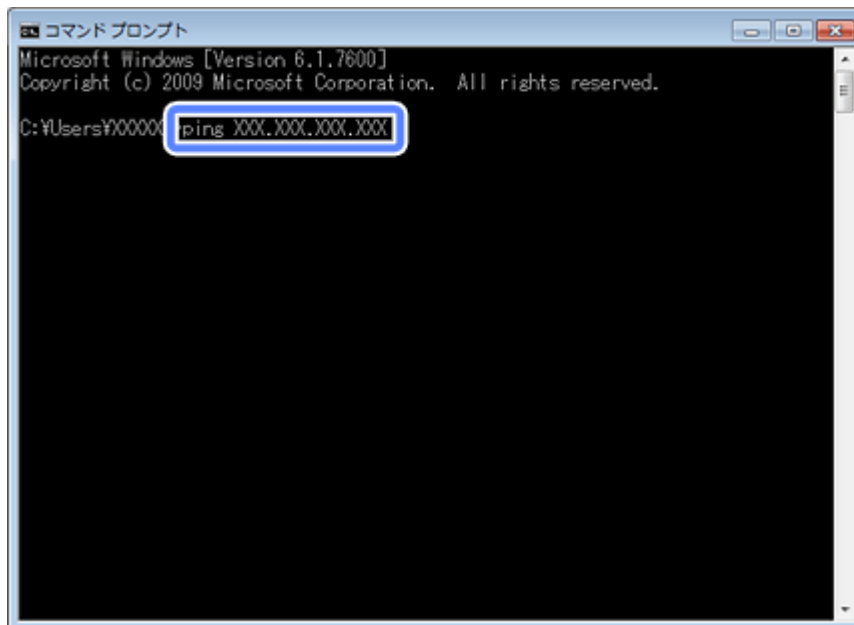 コマンド プロンプト
Microsoft Windows [Version 6.1.7600]
Copyright (c) 2009 Microsoft Corporation.  All rights reserved.
C:¥Users¥XXXXXX>ping XXX.XXX.XXX.XXX